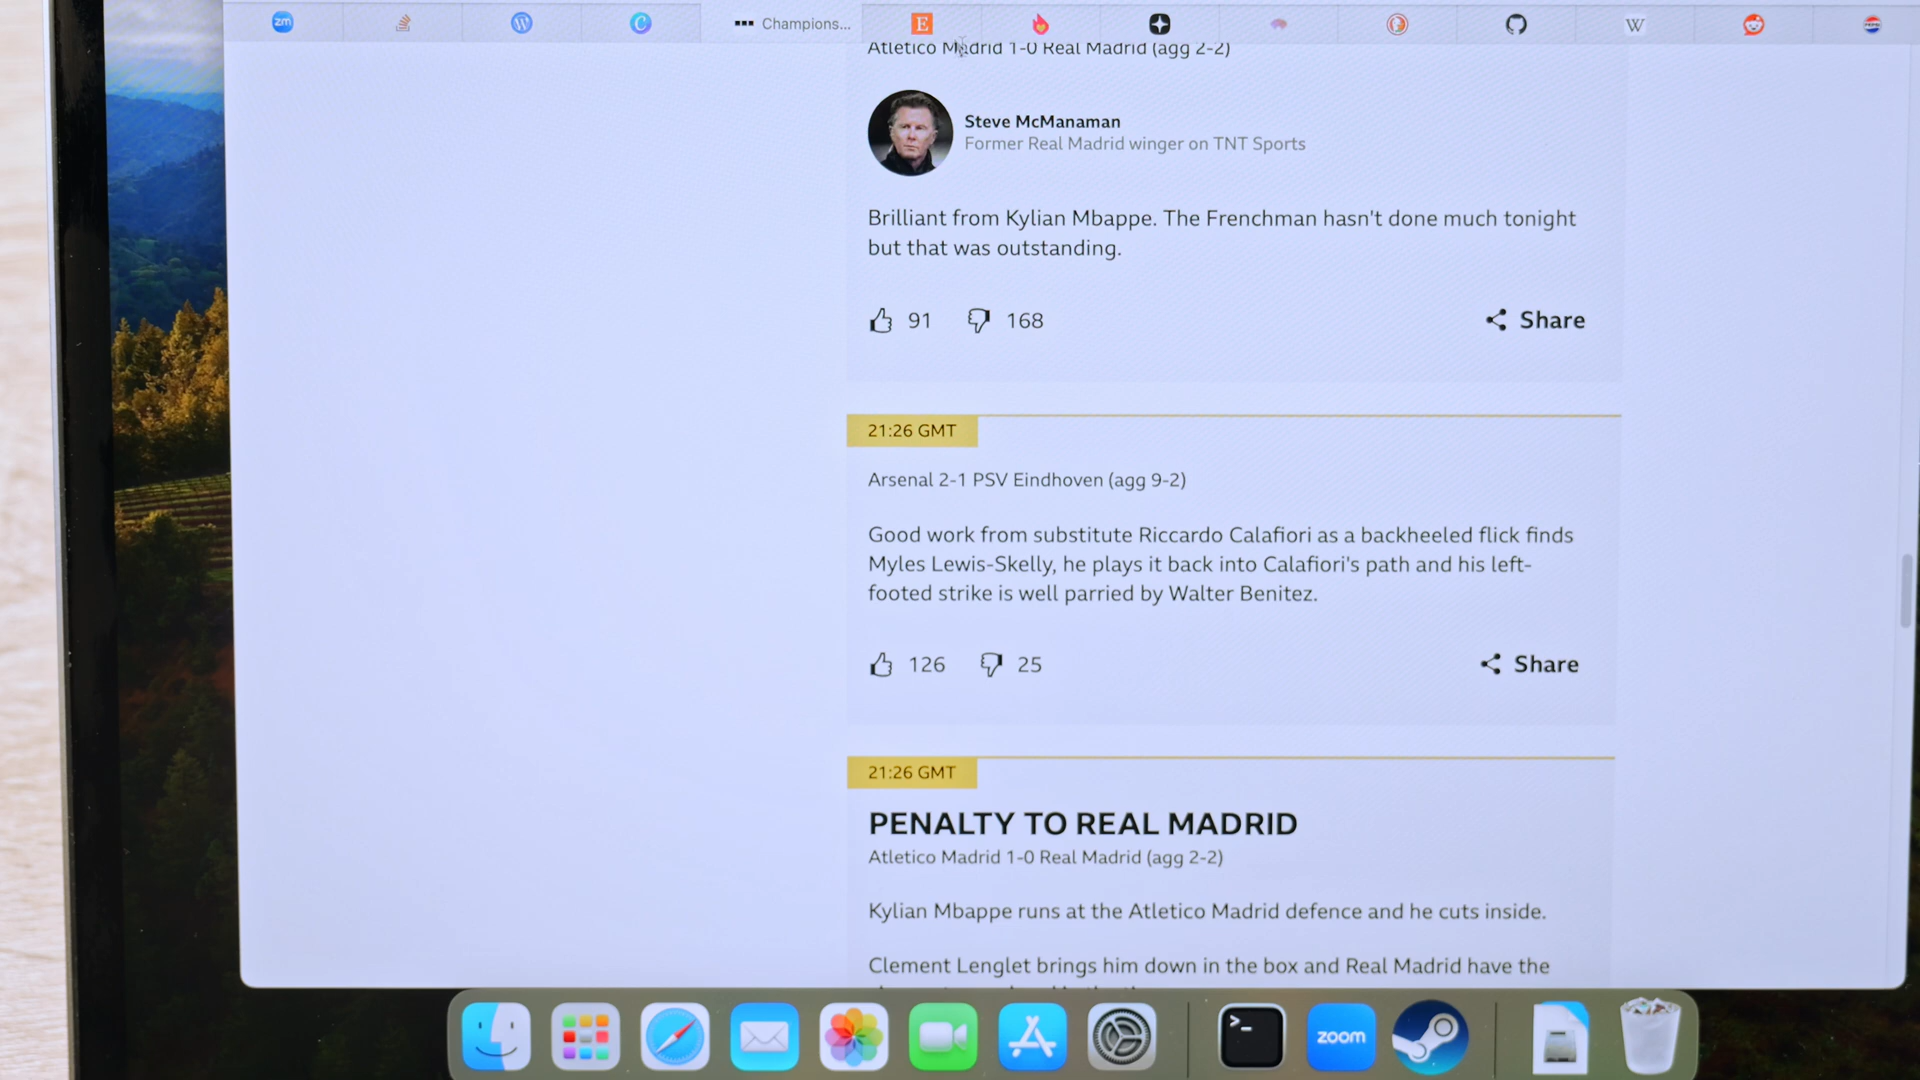 zm
Champions...
E
W
Atletico Madrid 1-0 Real Madrid (agg 2-2)
Steve McManaman
Former Real Madrid winger on TNT Sports
Brilliant from Kylian Mbappe. The Frenchman hasn't done much tonight
but that was outstanding.
91
168
Share
21:26 GMT
Arsenal 2-1 PSV Eindhoven (agg 9-2)
Good work from substitute Riccardo Calafiori as a backheeled flick finds
Myles Lewis-Skelly, he plays it back into Calafiori's path and his left-
footed strike is well parried by Walter Benitez.
126
25
Share
21:26 GMT
PENALTY TO REAL MADRID
Atletico Madrid 1-0 Real Madrid (agg 2-2)
Kylian Mbappe runs at the Atletico Madrid defence and he cuts inside.
Clement Lenglet brings him down in the box and Real Madrid have the
zoom